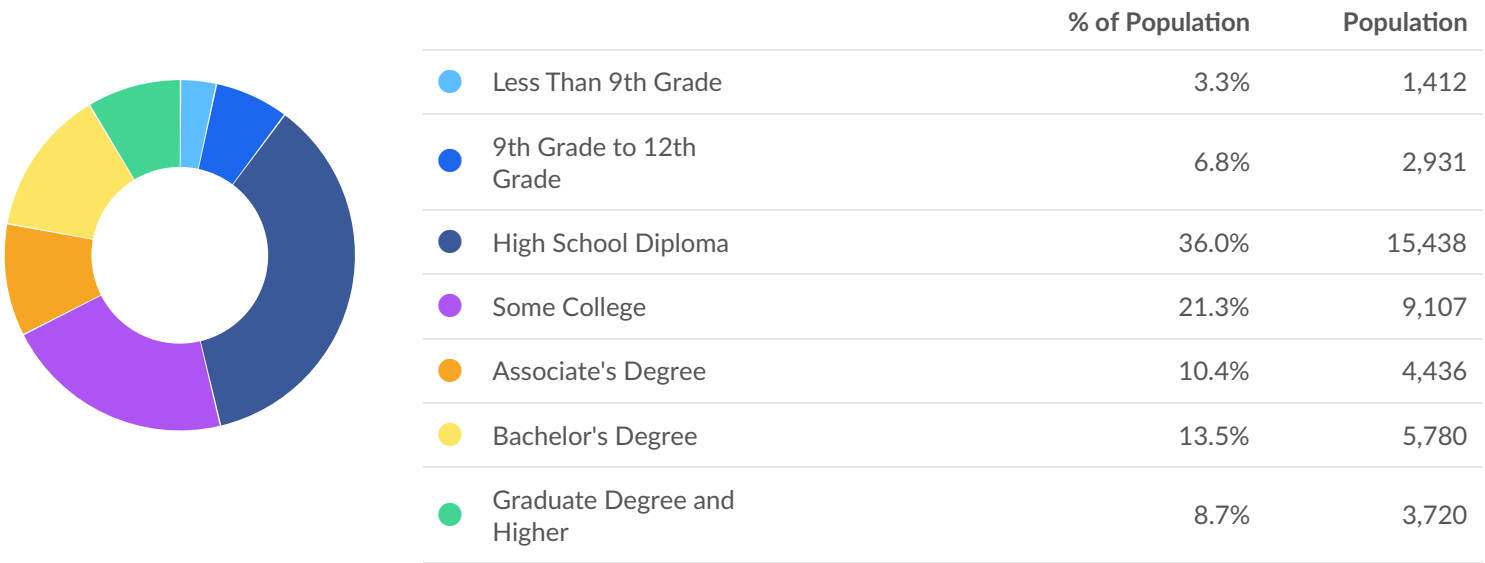 % of Population Population
Less Than 9th Grade 3.3% 1,412
9th Grade to 12th
Grade 6.8% 2,931
High School Diploma 36.0% 15,438
Some College 21.3% 9,107
Associate's Degree 10.4% 4,436
Bachelor's Degree 13.5% 5,780
Graduate Degree and
Higher 8.7% 3,720